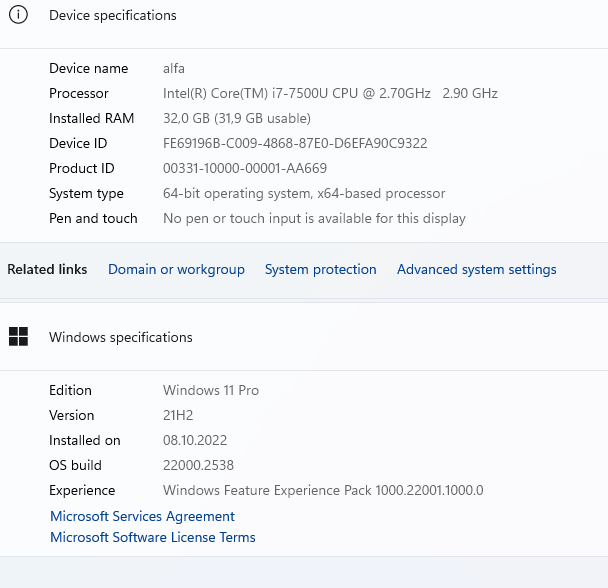 Device specifications
Device name alfa
Processor Intel(R) Core(TM) i7-7500U CPU @ 2.70GHz 2.90 GHz
Installed RAM 32,0 GB (31,9 GB usable)
Device ID FE69196B-C009-4868-87E0-D6EFA90C9322
Product ID 00331-10000-00001-AA669
System type 64-bit operating system, x64-based processor
Pen and touch No pen or touch input is available for this display
Related links Domain or workgroup System protection Advanced system settings
Windows specifications
Edition Windows 11 Pro
Version 21H2
Installed on 08.10.2022
OS build 22000.2538
Experience Windows Feature Experience Pack 1000.22001.1000.0
Microsoft Services Agreement
Microsoft Software License Terms